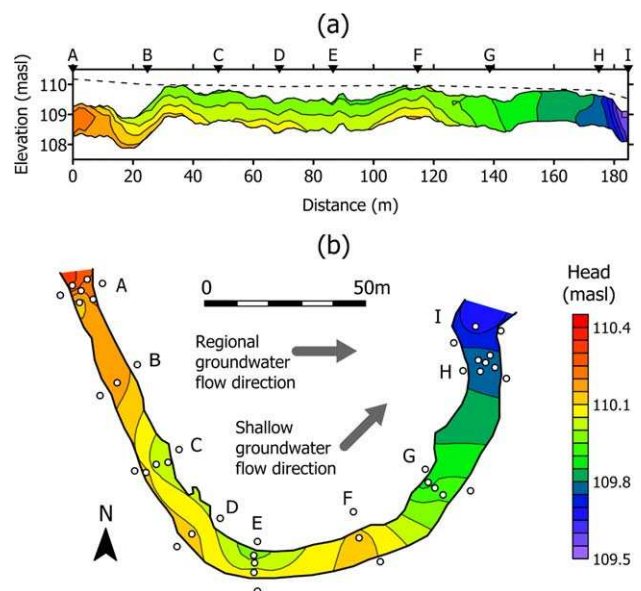 (a)
A B C D E F G H I
Elevation (masl)
110
109
108
0 20 40 60 80 100 120 140 160 180
Distance (m)
(b)
0 50m
Head
(masl)
110.4
110.1
109.8
109.5
Regional
groundwater
flow direction
Shallow
groundwater
flow direction
A
B
C
D
E
F
G
H
I
N